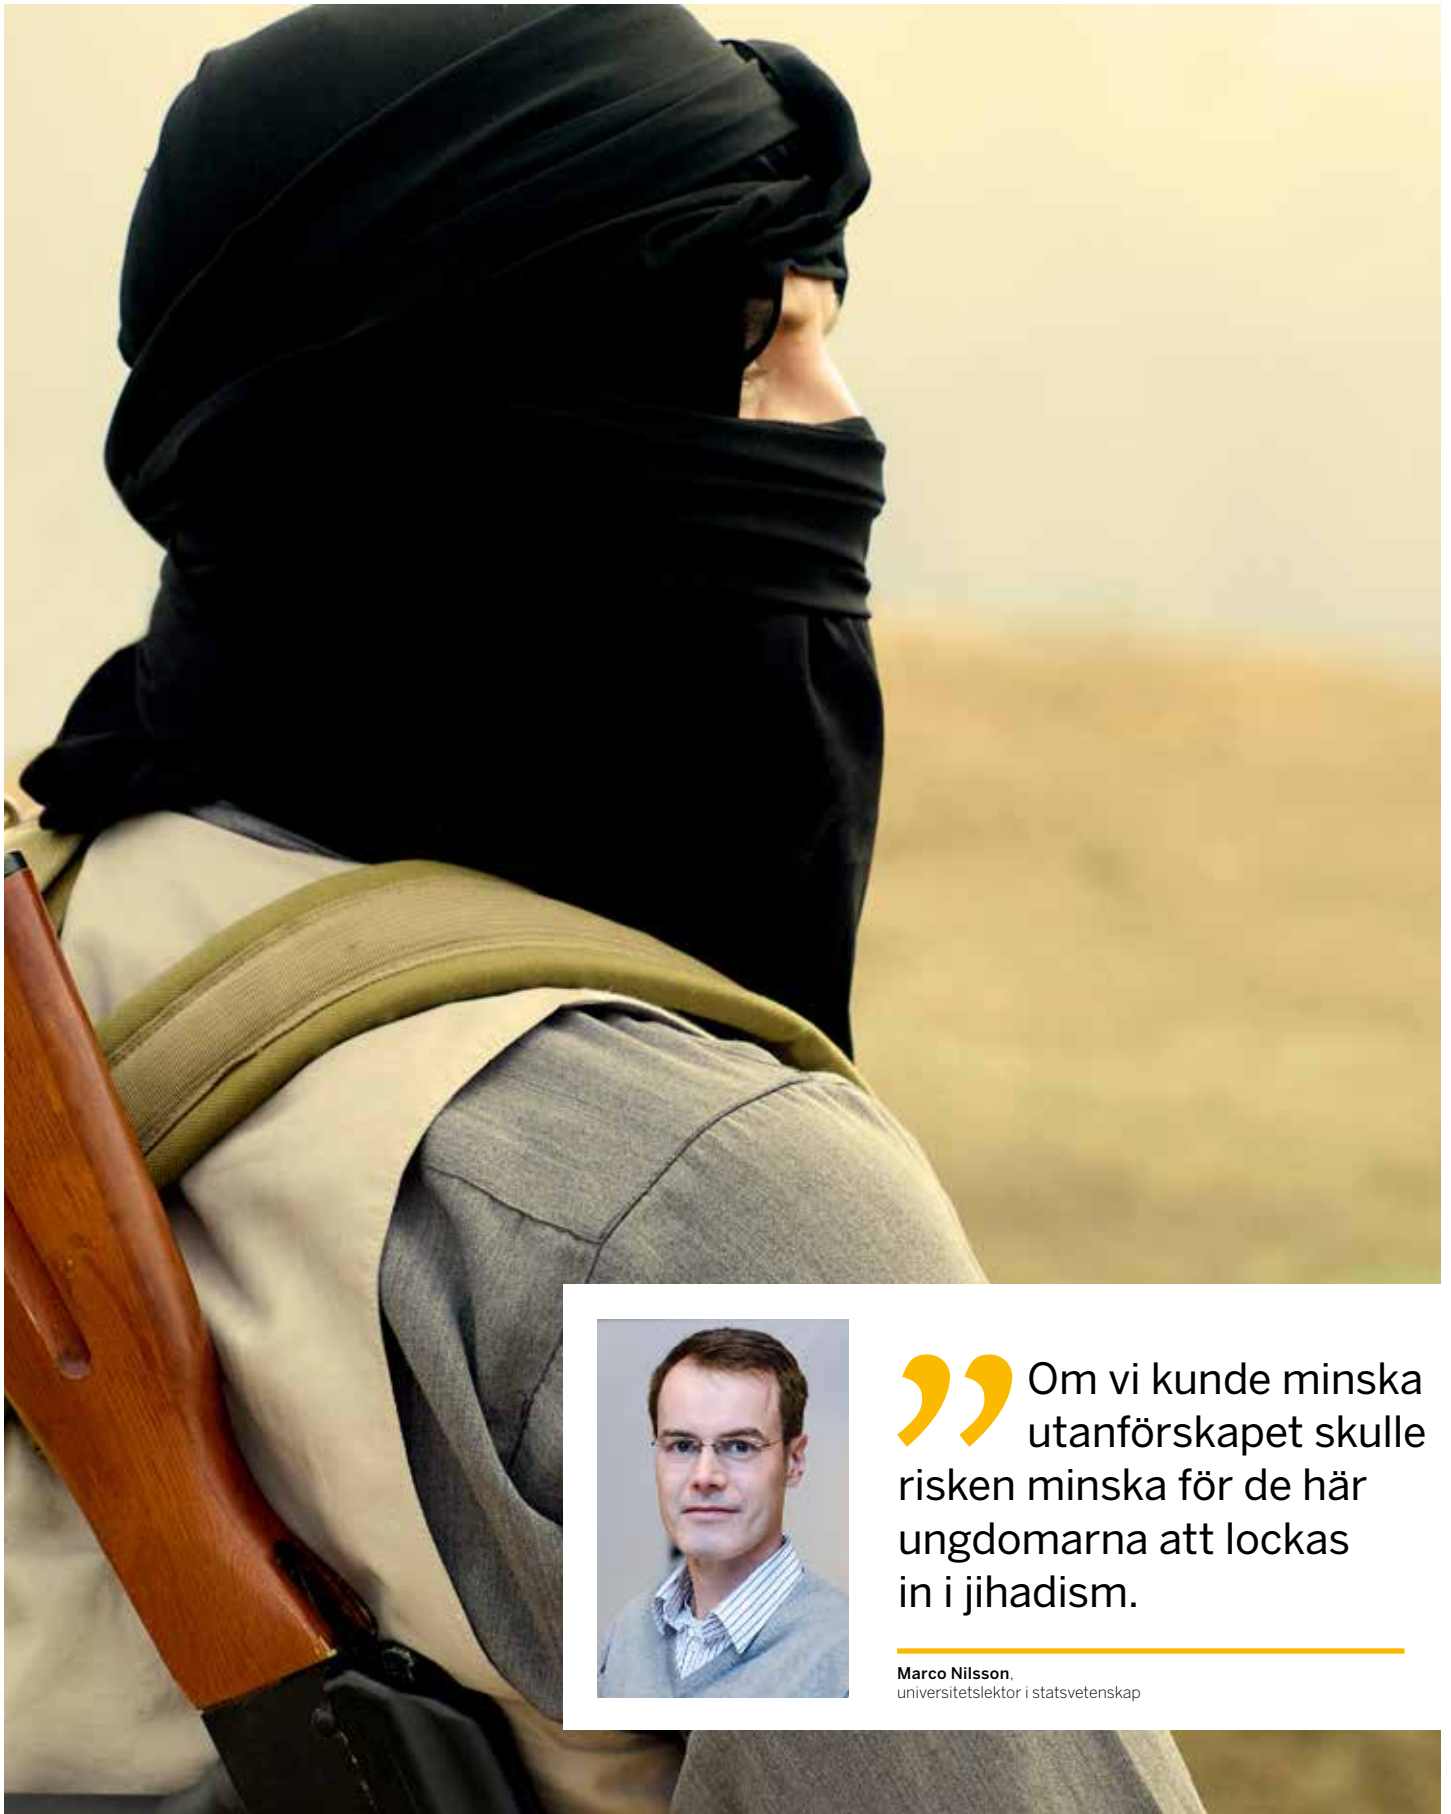 ”Om vi kunde minska
utanförskapet skulle
risken minska för de här
ungdomarna att lockas
in i jihadism.
Marco Nilsson,
universitetslektor i statsvetenskap